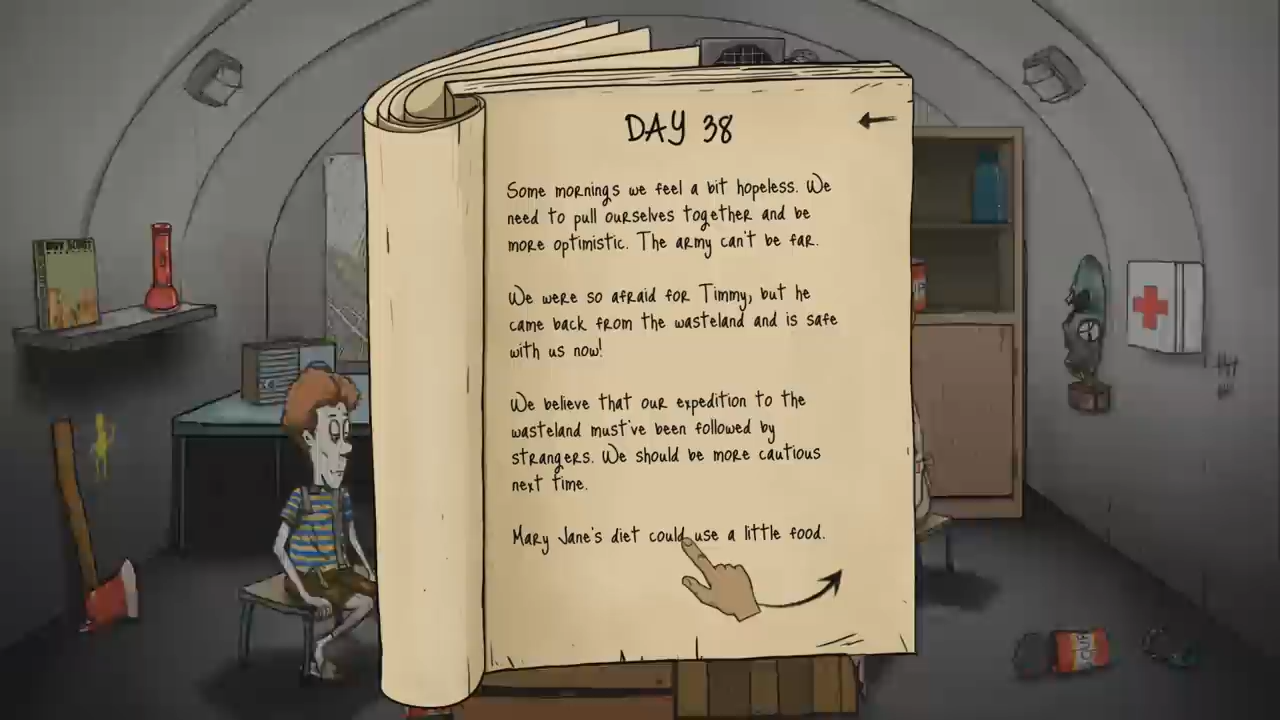 DAY 38
Some mornings we feel a bit hopeless. We
need to pull ourselves together and be
more optimistic. The army can't be far.
We were so afraid for Timmy, but he
came back from the wasteland and is safe
with us now!
We believe that our expedition to the
wasteland must've been followed by
strangers. We should be more cautious
next time.
Mary Jane's diet could use a little food.